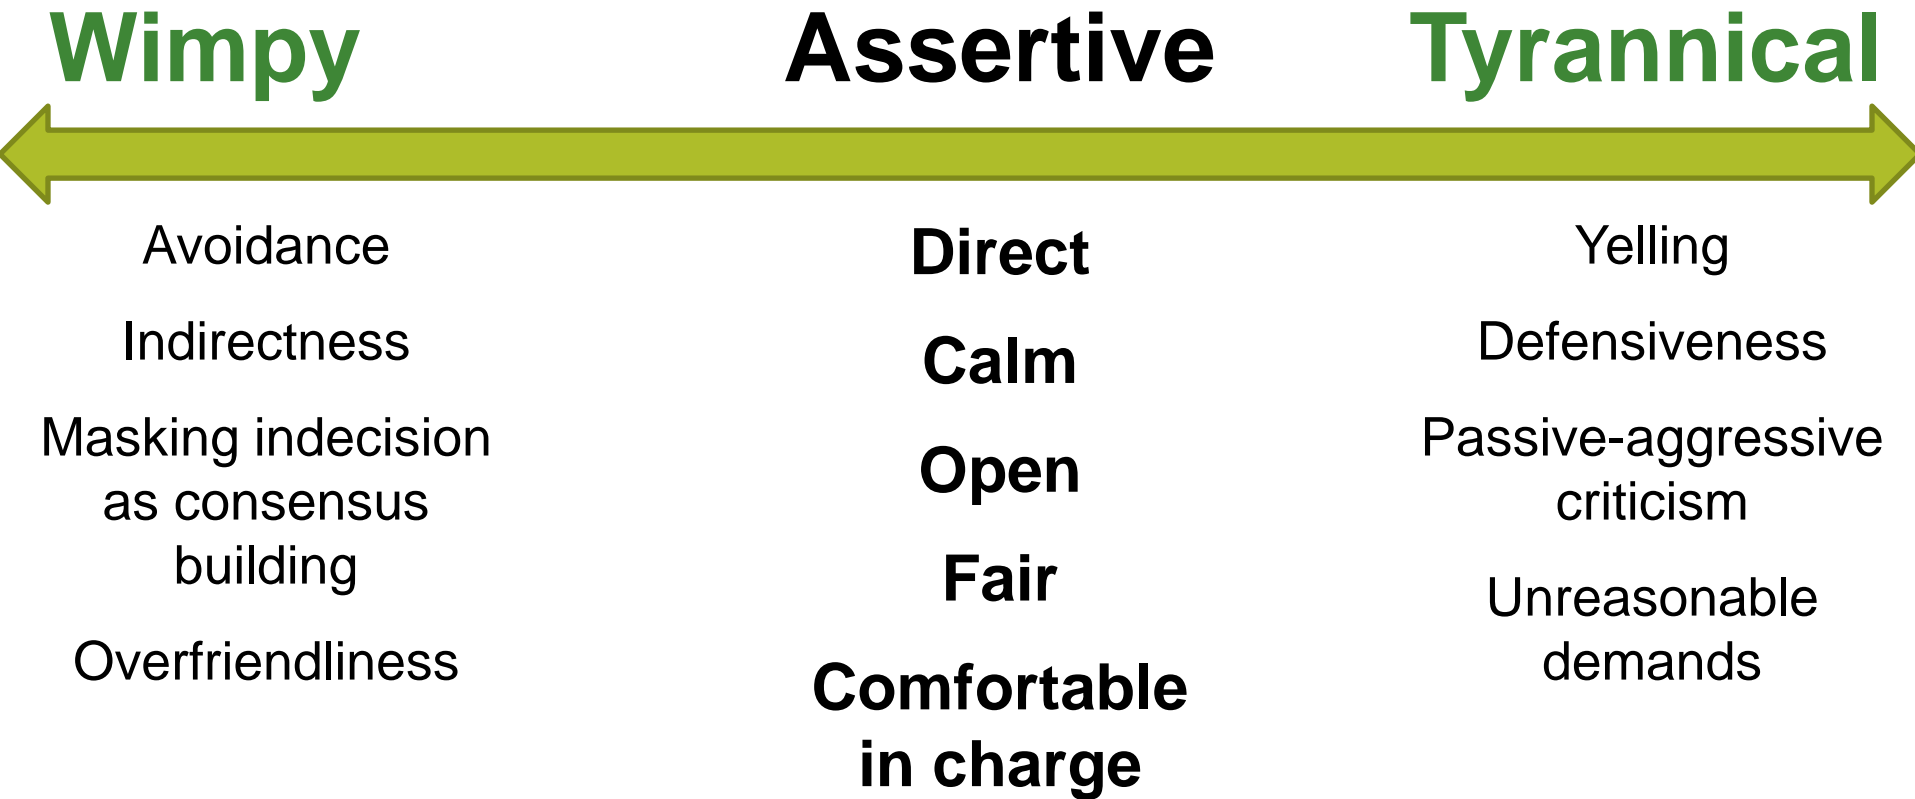 Wimpy
Assertive
Tyrannical
Avoidance
Indirectness
Masking indecision
as consensus
building
Overfriendliness
Direct
Calm
Open
Fair
Comfortable
in charge
Yelling
Defensiveness
Passive-aggressive
criticism
Unreasonable
demands